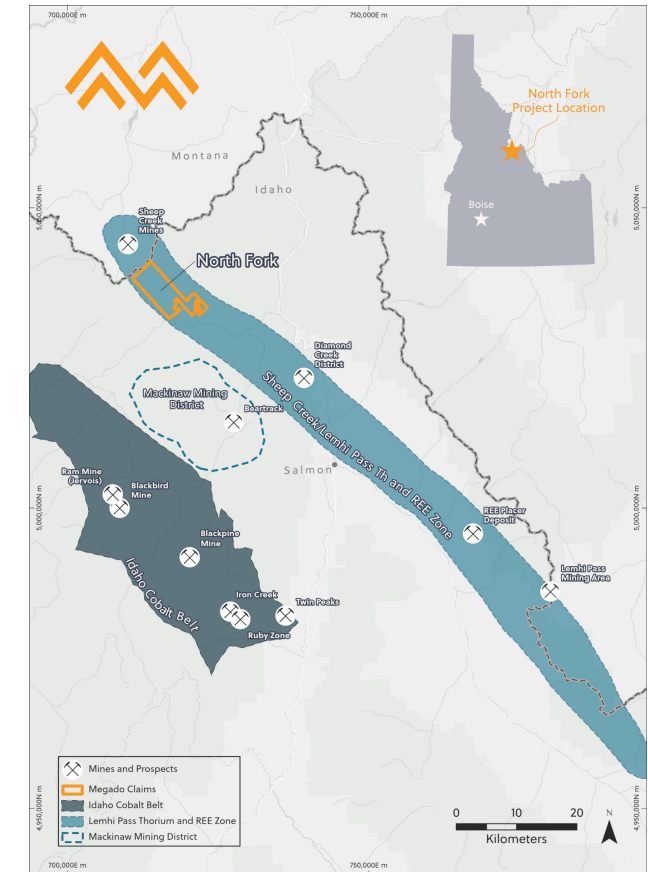 700,000E m
750,000E m
North Fork
Project Location
Montana
Idaho
Boise
5,050,000N m
5,050,000N m
Sheep
Creek
Mines
North Fork
Diamond
Creek
District
Mackinaw Mining
District
Beartrack
Sheep Creek/Lemhi Pass Th and REE Zone
Salmon
Ram Mine
(Jervois)
Blackbird
Mine
5,000,000N m
5,000,000N m
REE Placer
Deposit
Blackpine
Mine
Lemhi Pass
Mining Area
Idaho Cobalt Belt
Iron Creek
Twin Peaks
Ruby Zone
Mines and Prospects
Megado Claims
Idaho Cobalt Belt
Lemhi Pass Thorium and REE Zone
Mackinaw Mining District
4,950,000N m
4,950,000N m
0 10 20
Kilometers
N
700,000E m
750,000E m